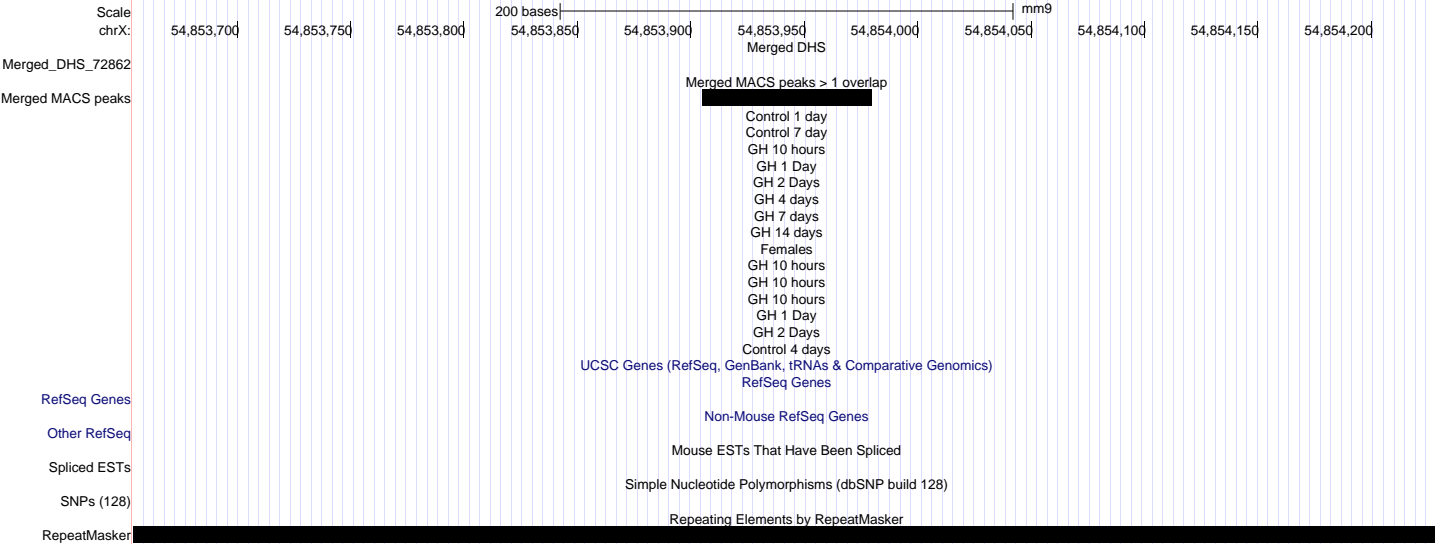 Scale 200 bases mm9
chrX: 54,853,700 54,853,750 54,853,800 54,853,850 54,853,900 54,853,950 54,854,000 54,854,050 54,854,100 54,854,150 54,854,200
Merged DHS
Merged_DHS_72862
Merged MACS peaks > 1 overlap
Merged MACS peaks
Control 1 day
Control 7 day
GH 10 hours
GH 1 Day
GH 2 Days
GH 4 days
GH 7 days
GH 14 days
Females
GH 10 hours
GH 10 hours
GH 10 hours
GH 1 Day
GH 2 Days
Control 4 days
UCSC Genes (RefSeq, GenBank, tRNAs & Comparative Genomics)
RefSeq Genes
RefSeq Genes
Non-Mouse RefSeq Genes
Other RefSeq
Mouse ESTs That Have Been Spliced
Spliced ESTs
Simple Nucleotide Polymorphisms (dbSNP build 128)
SNPs (128)
Repeating Elements by RepeatMasker
RepeatMasker